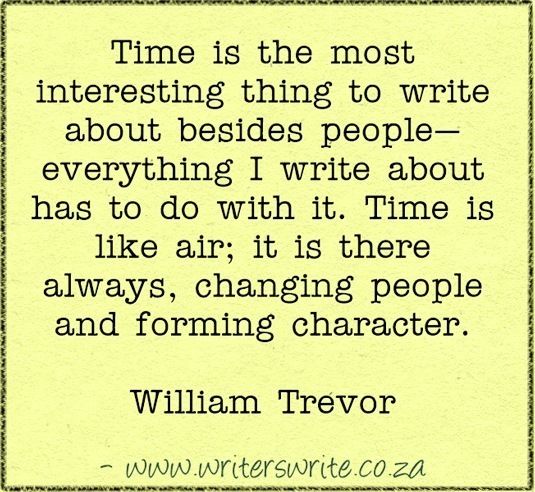 Time is the most
interesting thing to write
about besides people—
everything I write about
has to do with it. Time is
like air; it is there
always, changing people
and forming character.
William Trevor
- www.writerswrite.co.za